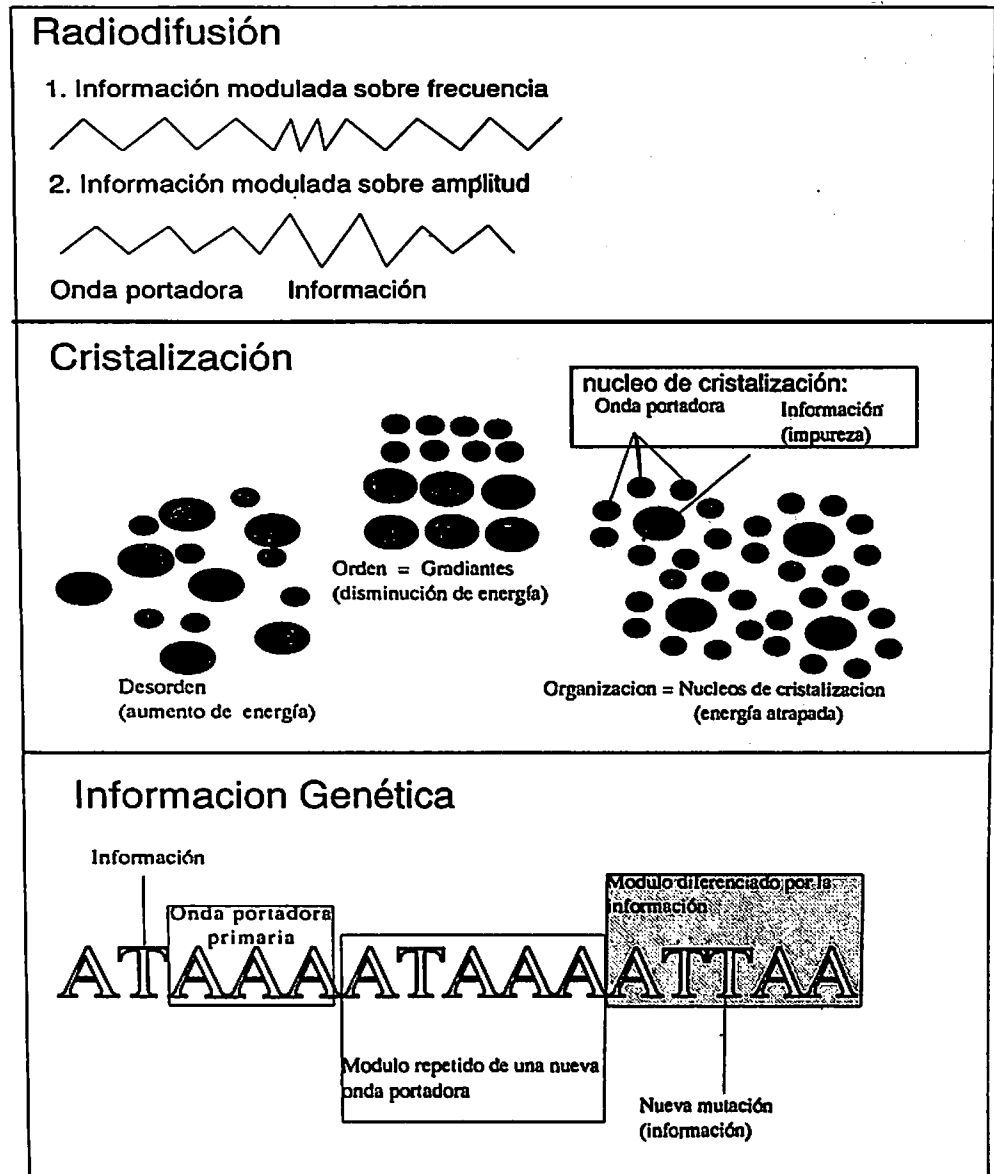 Radiodifusión
1. Información modulada sobre frecuencia
2. Información modulada sobre amplitud
Onda portadora Información
Cristalización
nucleo de cristalización:
Onda portadora Información
(impureza)
Orden = Gradiantes
(disminución de energía)
Desorden
(aumento de energía)
Organizacion = Nucleos de cristalizacion
(energía atrapada)
Informacion Genética
Información
Onda portadora
primaria
Modulo diferenciado por la
información
ATAAAATAAAATTAA
Modulo repetido de una nueva
onda portadora
Nueva mutación
(información)